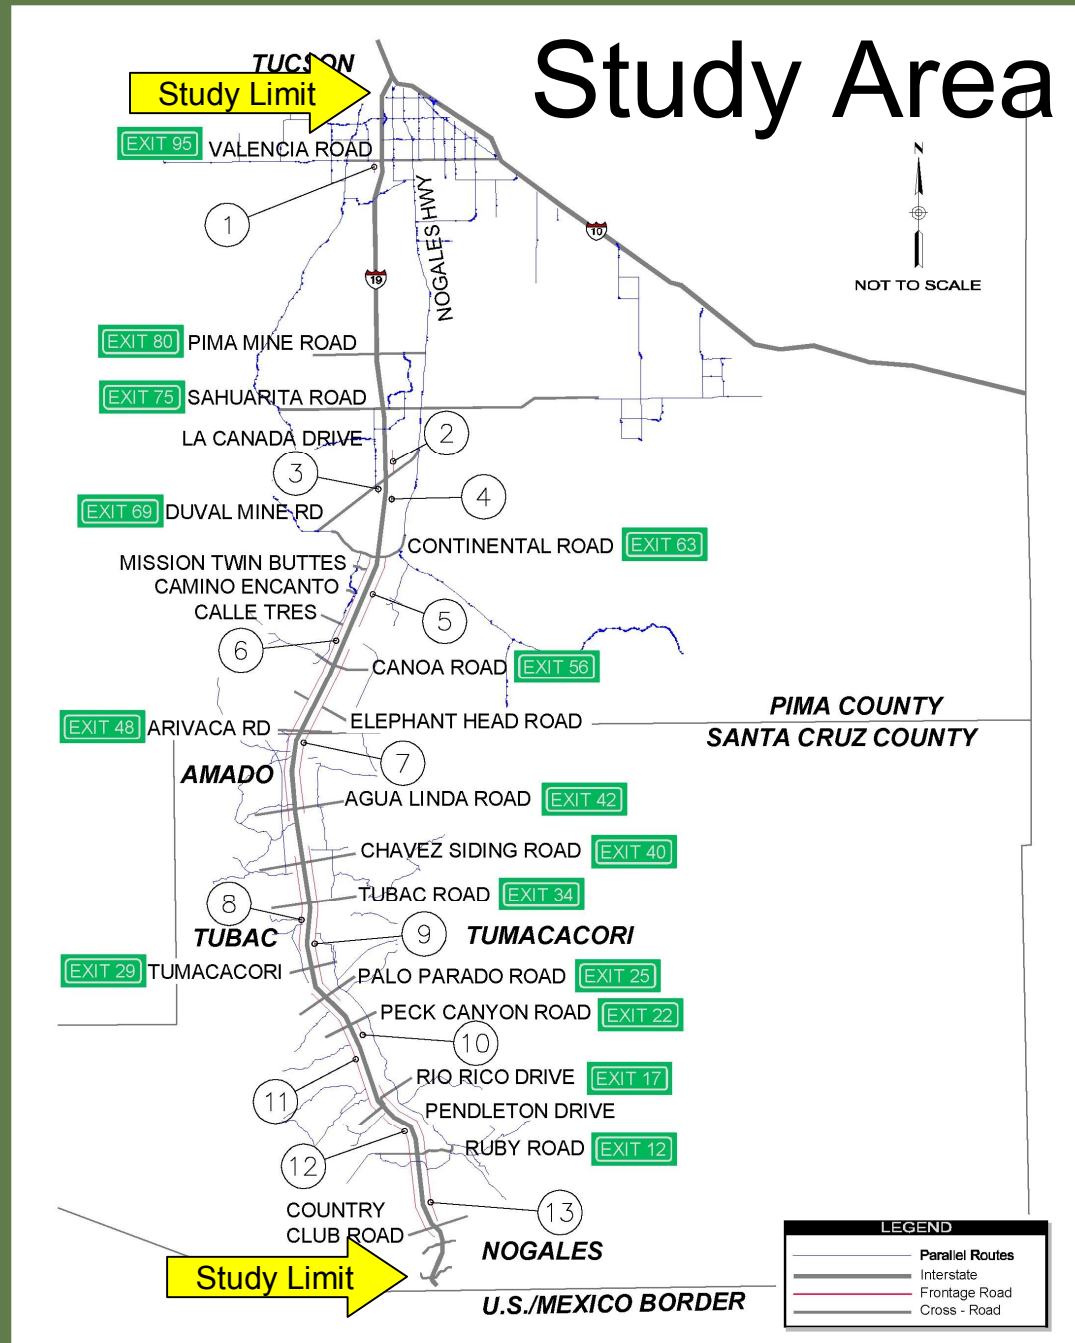 Study Area
TUCSON
Study Limit
EXIT 95 VALENCIA ROAD
N
1
NOGALES HWY
10
19
NOT TO SCALE
EXIT 80 PIMA MINE ROAD
EXIT 75 SAHUARITA ROAD
LA CANADA DRIVE
2
3
4
EXIT 69 DUVAL MINE RD
CONTINENTAL ROAD EXIT 63
MISSION TWIN BUTTES
CAMINO ENCANTO
CALLE TRES
5
6
CANOA ROAD EXIT 56
PIMA COUNTY
ELEPHANT HEAD ROAD
EXIT 48 ARIVACA RD
SANTA CRUZ COUNTY
7
AMADO
AGUA LINDA ROAD EXIT 42
CHAVEZ SIDING ROAD EXIT 40
TUBAC ROAD EXIT 34
8
TUBAC
9
TUMACACORI
EXIT 29 TUMACACORI
PALO PARADO ROAD EXIT 25
PECK CANYON ROAD EXIT 22
10
RIO RICO DRIVE EXIT 17
11
PENDLETON DRIVE
RUBY ROAD EXIT 12
12
COUNTRY
CLUB ROAD
13
NOGALES
Study Limit
U.S./MEXICO BORDER
LEGEND
Parallel Routes
Interstate
Frontage Road
Cross - Road